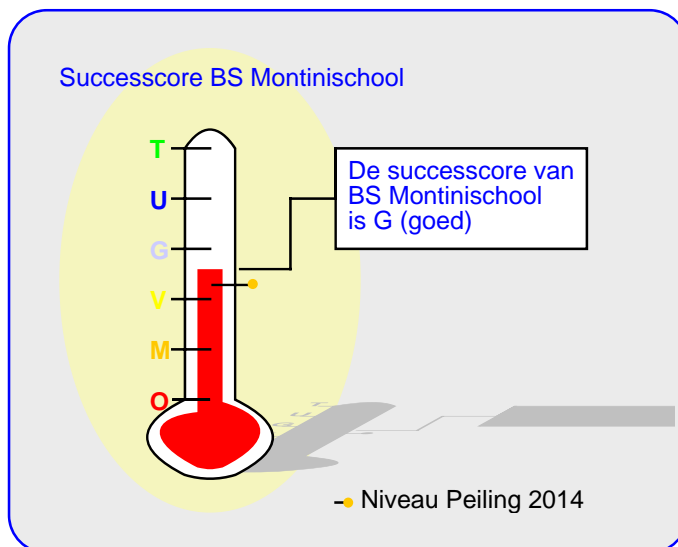 Successcore BS Montinischool
T
De successcore van
BS Montinischool
is G (goed)
U
G
V
M
O
Niveau Peiling 2014